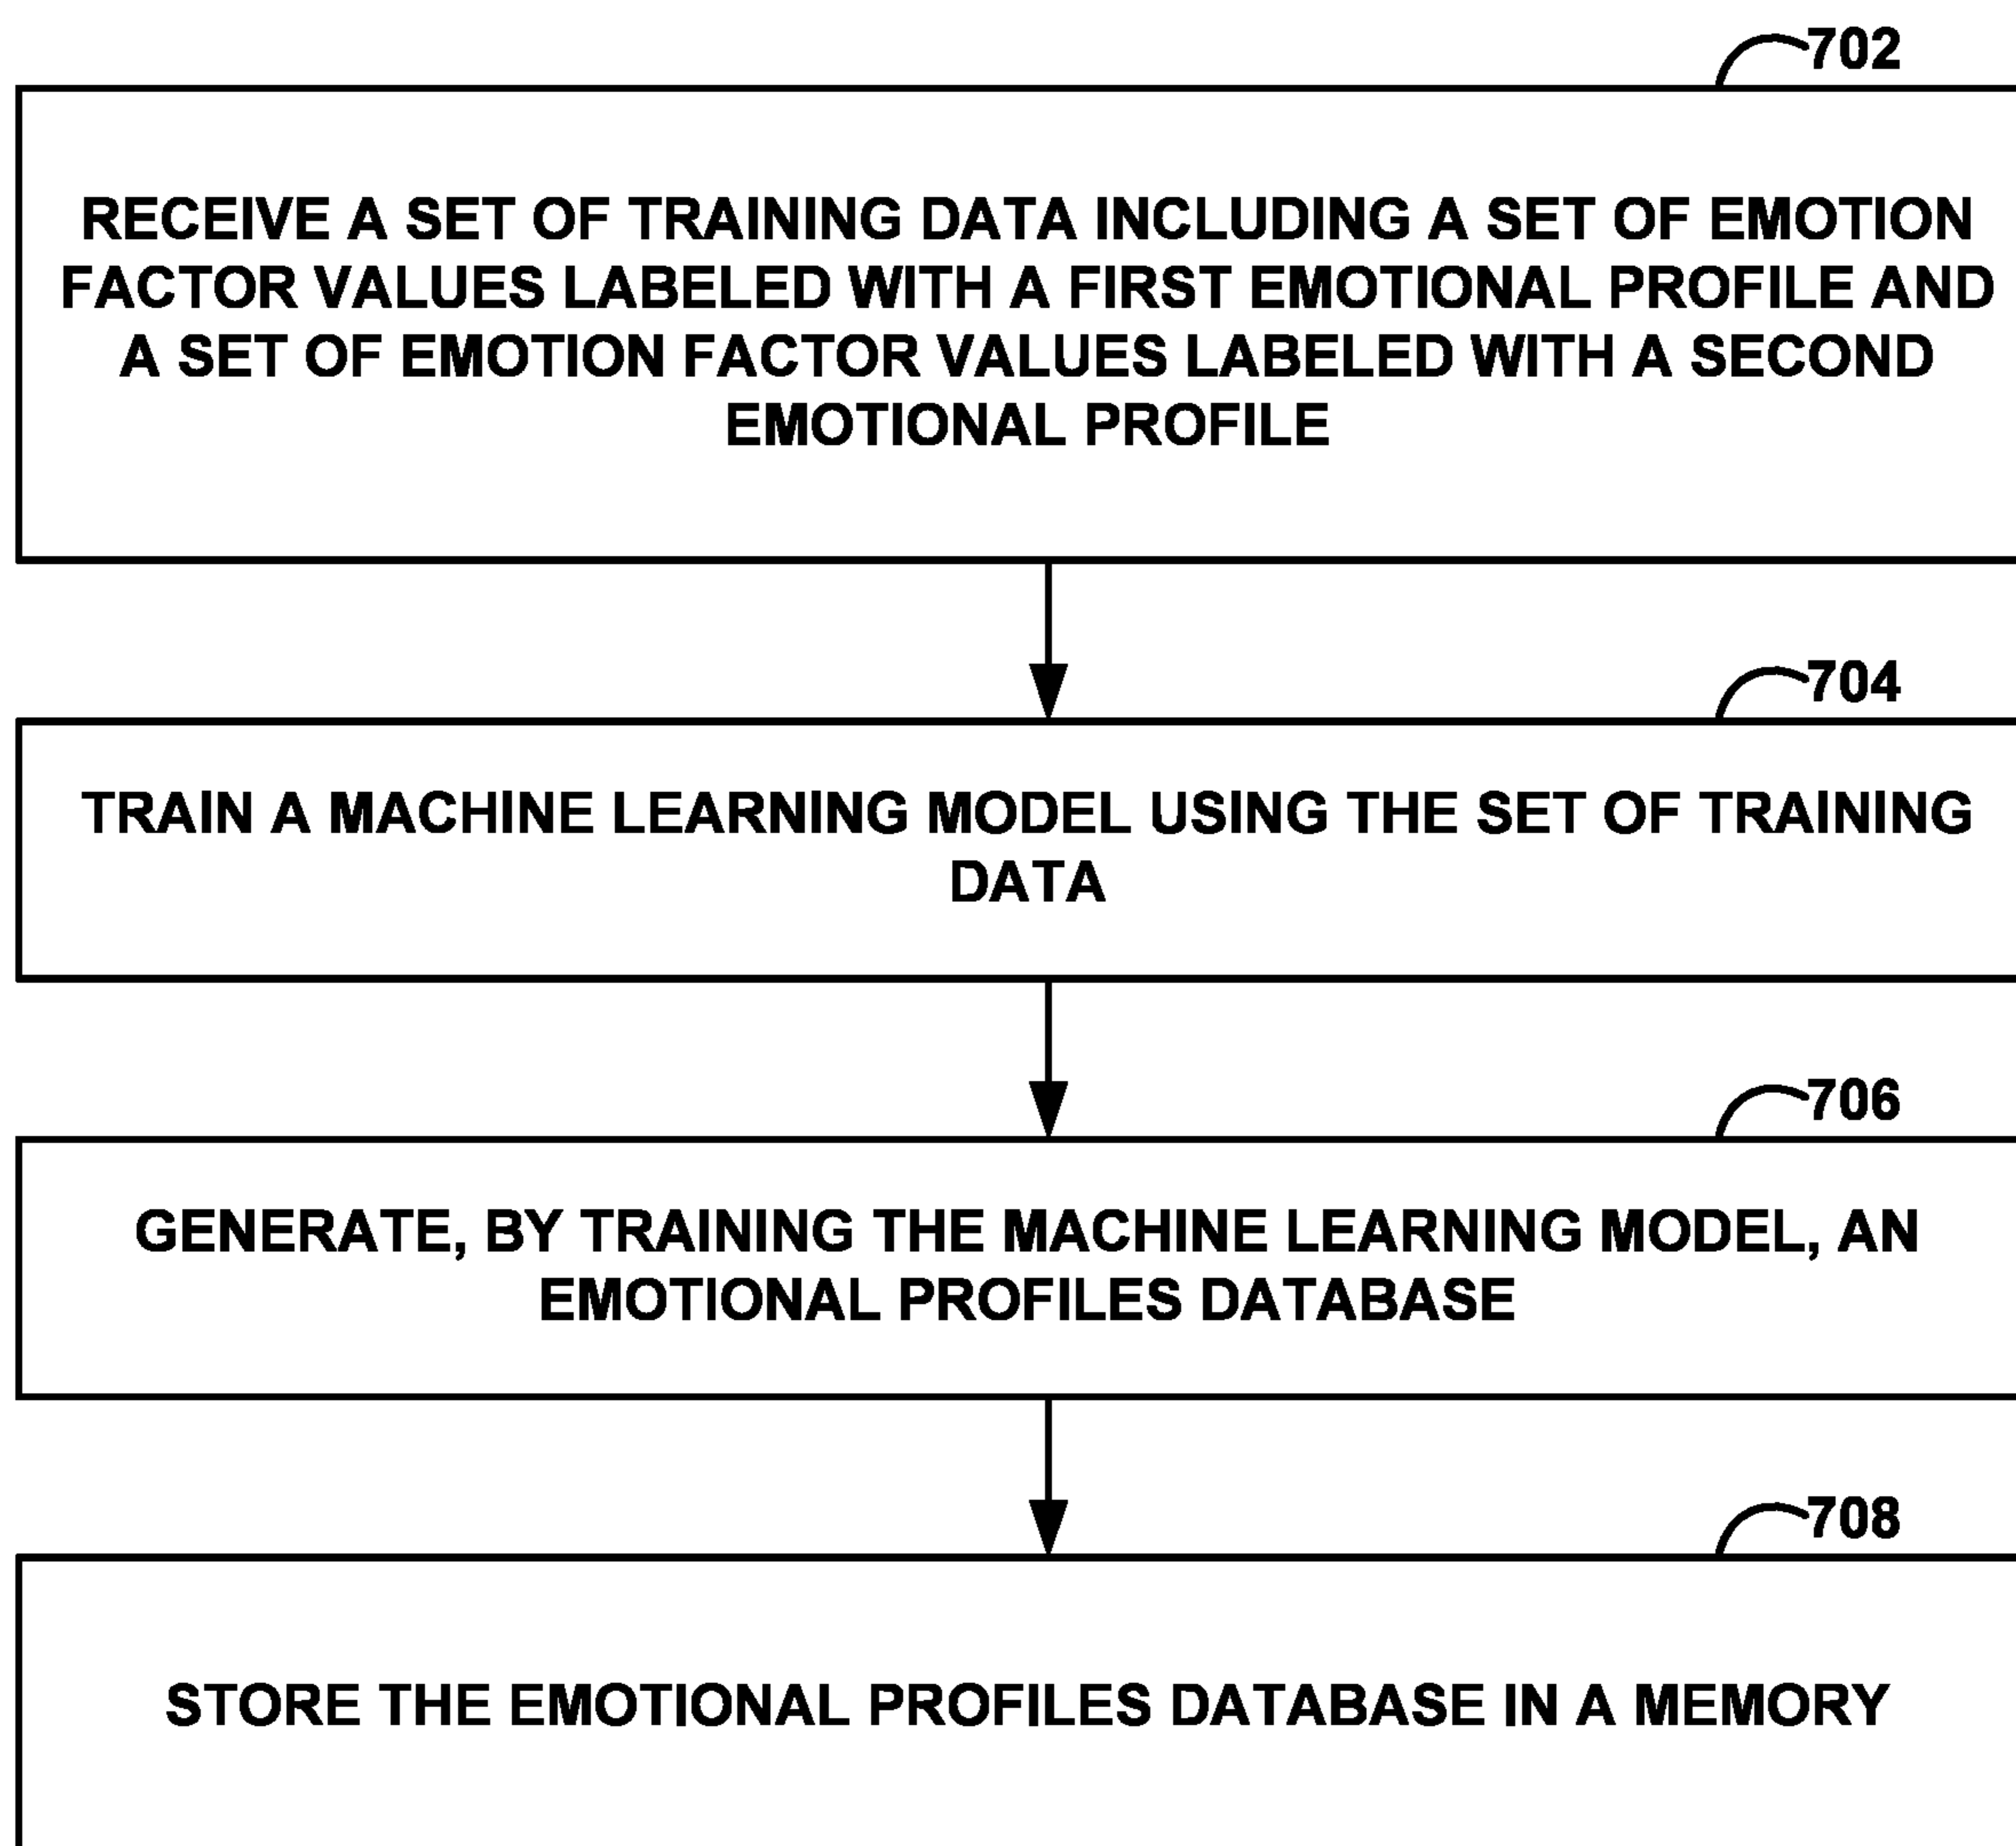 702
RECEIVE A SET OF TRAINING DATA INCLUDING A SET OF EMOTION
FACTOR VALUES LABELED WITH A FIRST EMOTIONAL PROFILE AND
A SET OF EMOTION FACTOR VALUES LABELED WITH A SECOND
EMOTIONAL PROFILE
704
TRAIN A MACHINE LEARNING MODEL USING THE SET OF TRAINING
DATA
706
GENERATE, BY TRAINING THE MACHINE LEARNING MODEL, AN
EMOTIONAL PROFILES DATABASE
708
STORE THE EMOTIONAL PROFILES DATABASE IN A MEMORY